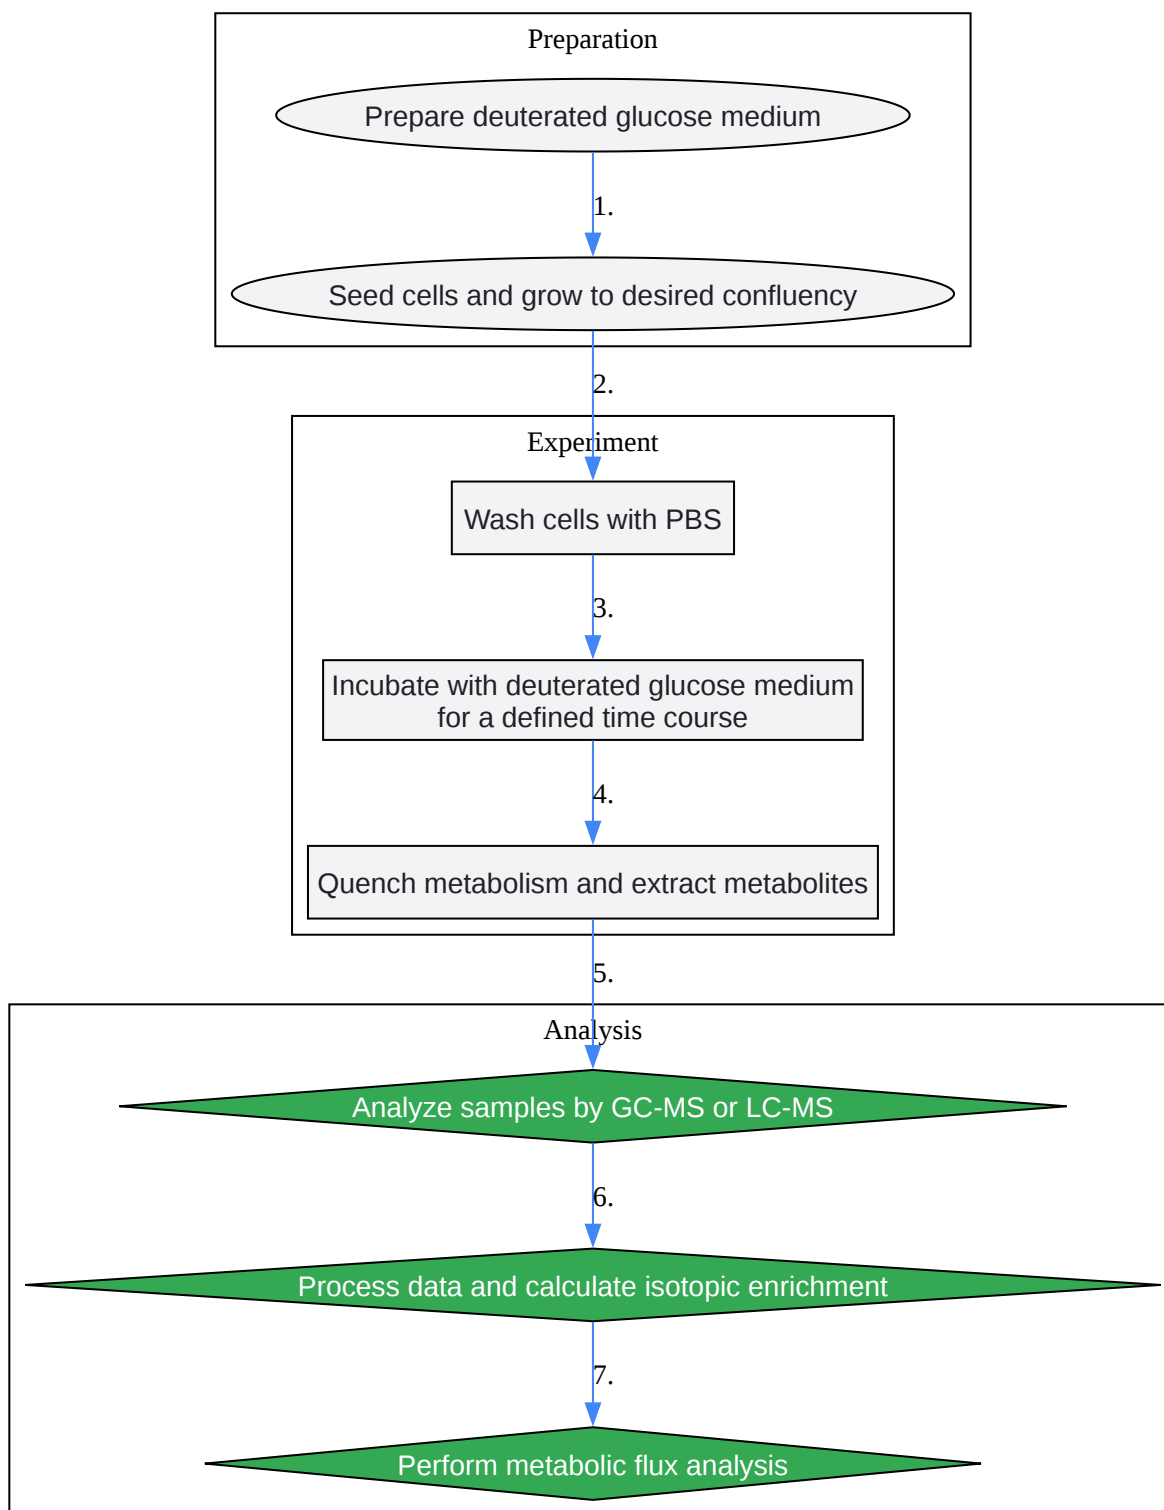 Preparation
Prepare deuterated glucose medium
1.
Seed cells and grow to desired confluency
2.
Experiment
Wash cells with PBS
3.
Incubate with deuterated glucose medium
for a defined time course
4.
Quench metabolism and extract metabolites
5.
Analysis
Analyze samples by GC-MS or LC-MS
6.
Process data and calculate isotopic enrichment
7.
Perform metabolic flux analysis